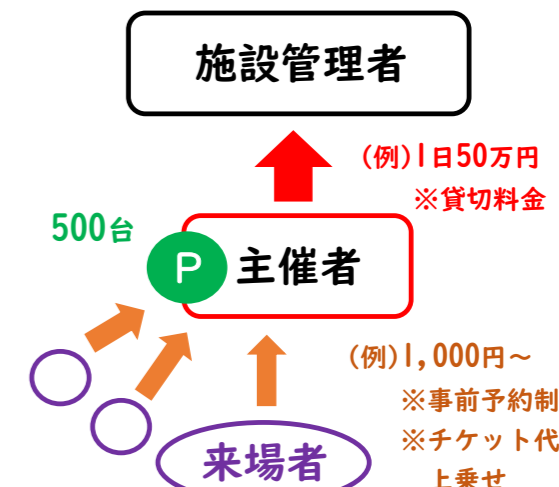 施設管理者
(例)1日50万円
※貸切料金
500台
P 主催者
(例)1,000円～
※事前予約制
※チケット代
上乗せ
来場者